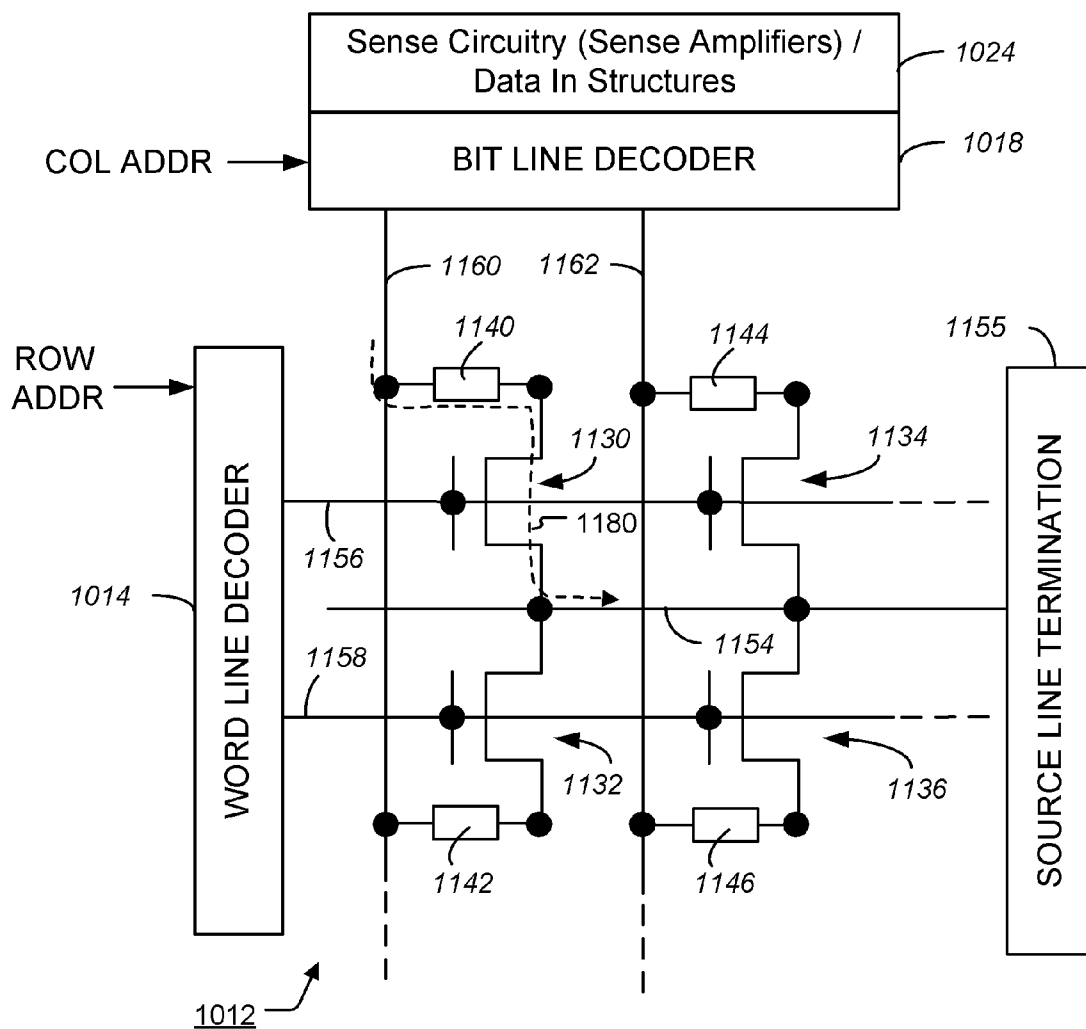 Sense Circuitry (Sense Amplifiers) /
Data In Structures
1024
COL ADDR
BIT LINE DECODER
1018
1160
1162
1140
1144
1155
ROW
ADDR
WORD LINE DECODER
1130
1134
SOURCE LINE TERMINATION
1180
1156
1014
1154
1158
1132
1136
1142
1146
1012